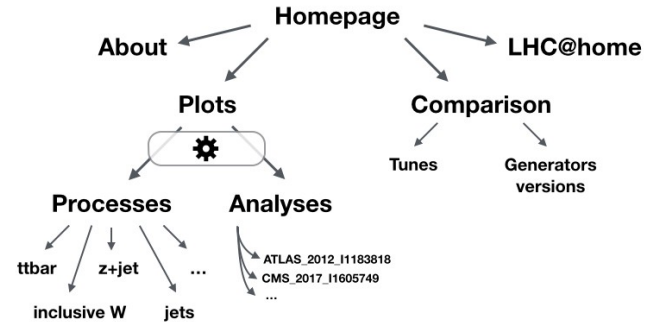 Homepage
About
LHC@home
Plots
Comparison
Tunes
Generators
versions
Processes
Analyses
ttbar
z+jet
...
inclusive W
jets
ATLAS_2012_I1183818
CMS_2017_I1605749
...